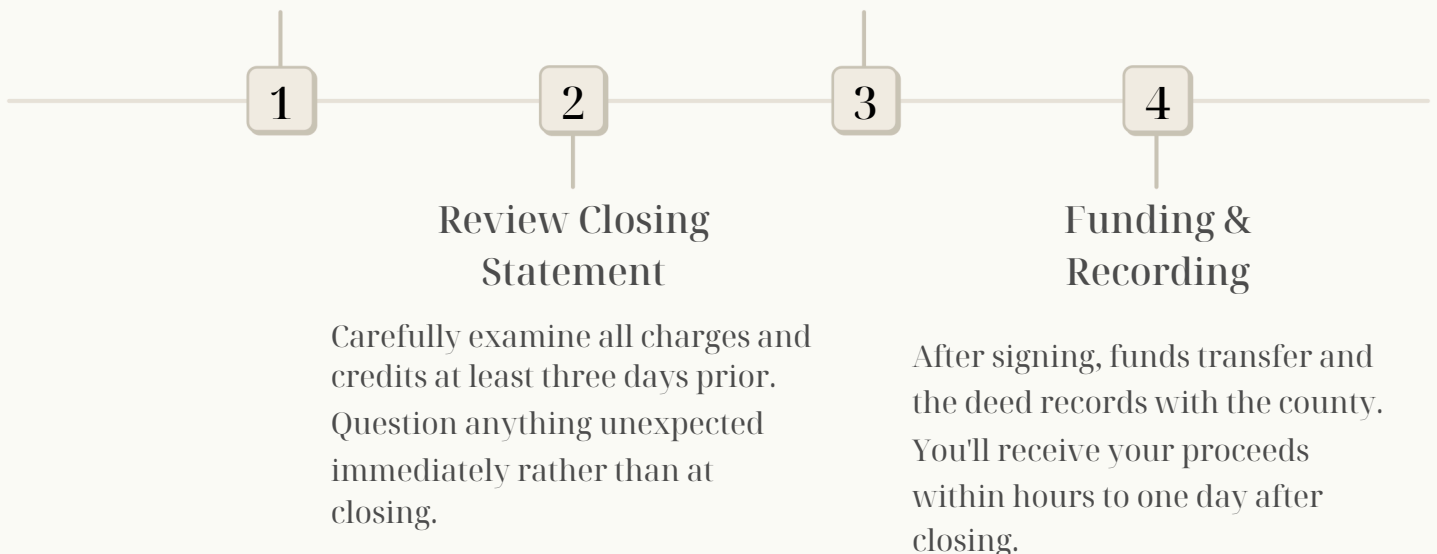 1
2
3
4
Review Closing
Statement
Carefully examine all charges and
credits at least three days prior.
Question anything unexpected
immediately rather than at
closing.
Funding &
Recording
After signing, funds transfer and
the deed records with the county.
You'll receive your proceeds
within hours to one day after
closing.